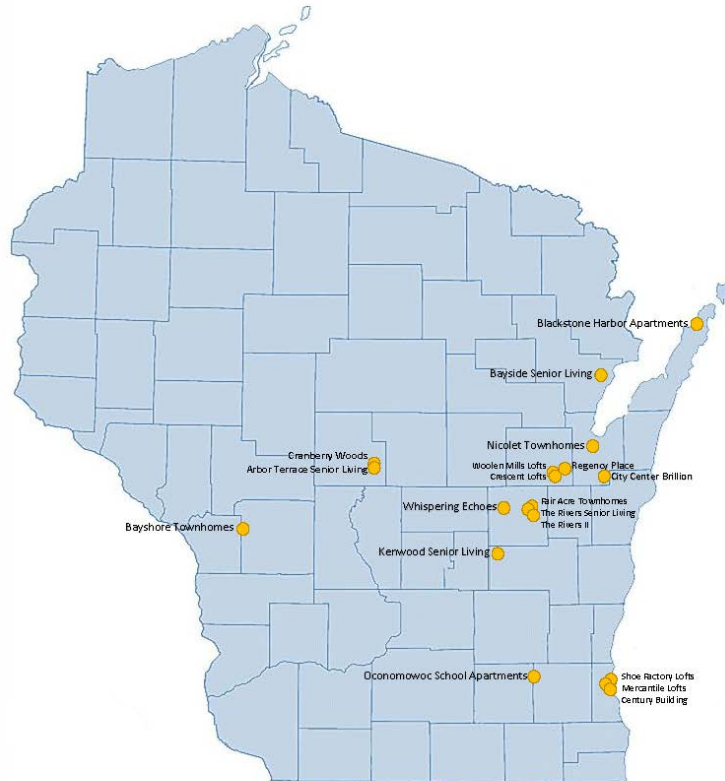 Blackstone Harbor Apartments
Bayside Senior Living
Nicolet Townhomes
Cranberry Woods
Arbor Terrace Senior Living
Woolen Mills Lofts
Regency Place
Crescent Lofts
City Center Brillion
Whispering Echoes
Fair Acre Townhomes
The Rivers Senior Living
The Rivers II
Bayshore Townhomes
Kenwood Senior Living
Oconomowoc School Apartments
Shoe Factory Lofts
Mercantile Lofts
Century Building